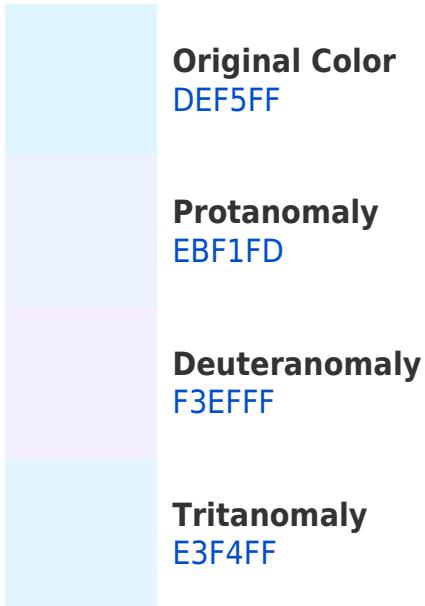 Original Color
DEF5FF
Protanomaly
EBF1FD
Deuteranomaly
F3EFFF
Tritanomaly
E3F4FF